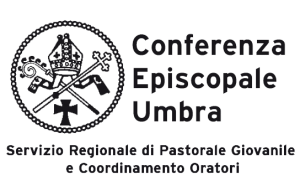 Conferenza
Episcopale
Umbra
Servizio Regionale di Pastorale Giovanile
e Coordinamento Oratori